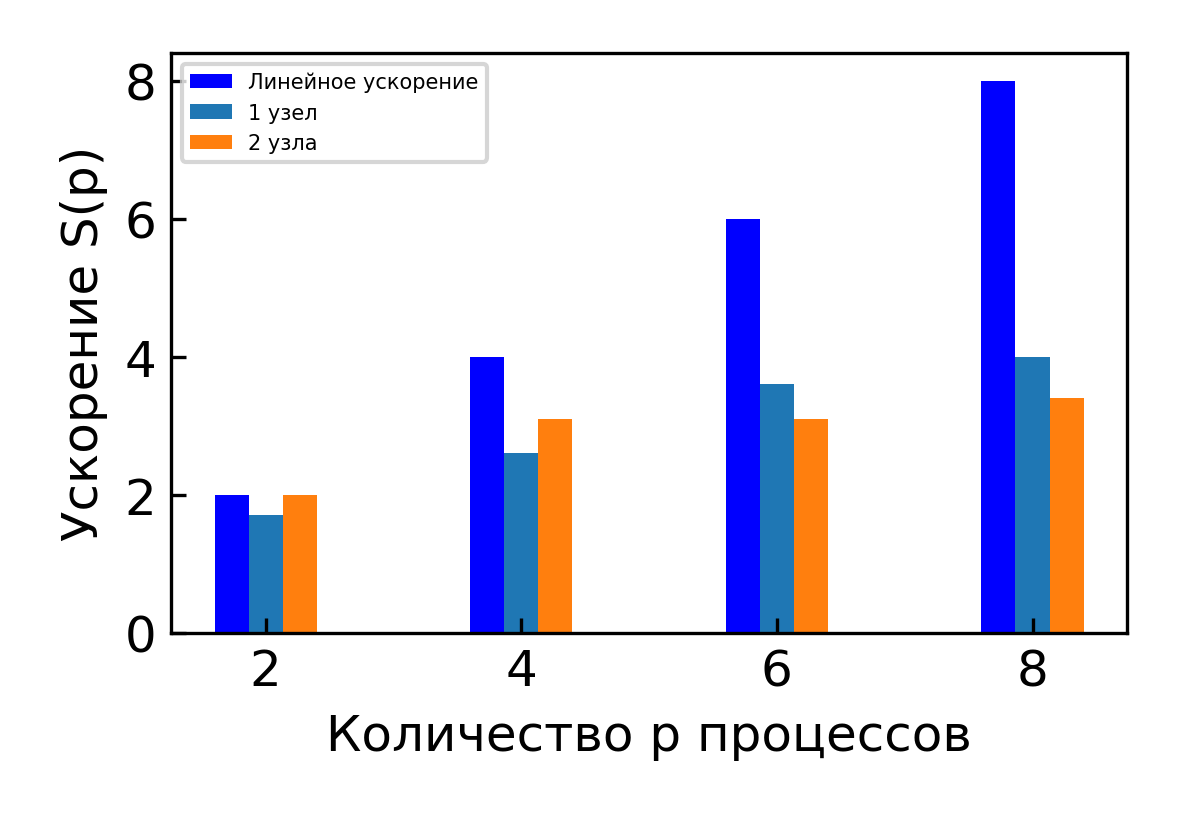 Линейное ускорение
1 узел
2 узла
Ускорение S(p)
8
6
4
2
0
2 4 6 8
Количество p процессов